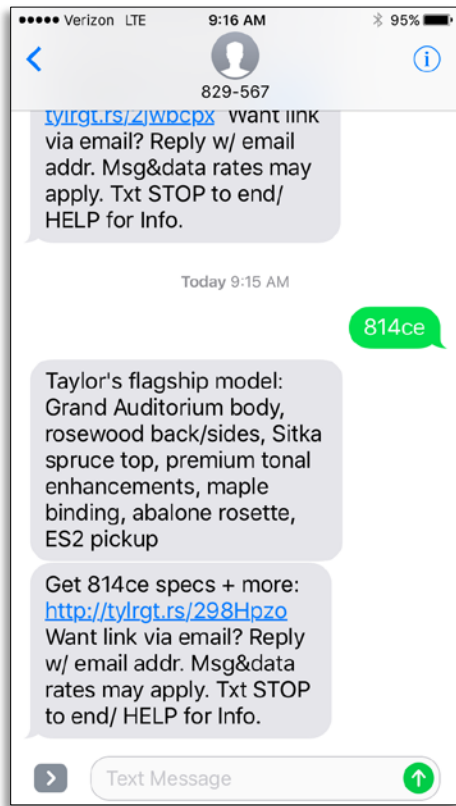 Verizon LTE 9:16 AM 95%
829-567
tylrgt.rs/2jwbcpx Want link
via email? Reply w/ email
addr. Msg&data rates may
apply. Txt STOP to end/
HELP for Info.
Today 9:15 AM
814ce
Taylor's flagship model:
Grand Auditorium body,
rosewood back/sides, Sitka
spruce top, premium tonal
enhancements, maple
binding, abalone rosette,
ES2 pickup
Get 814ce specs + more:
http://tylrgt.rs/298Hpzo
Want link via email? Reply
w/ email addr. Msg&data
rates may apply. Txt STOP
to end/ HELP for Info.
Text Message